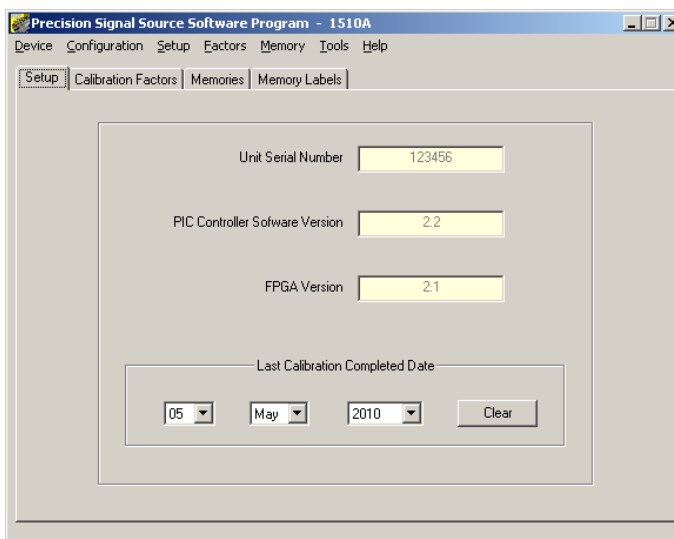 Precision Signal Source Software Program - 1510A
Device Configuration Setup Factors Memory Tools Help
Setup Calibration Factors Memories Memory Labels
Unit Serial Number 123456
PIC Controller Sofware Version 2.2
FPGA Version 2.1
Last Calibration Completed Date
05 May 2010 Clear